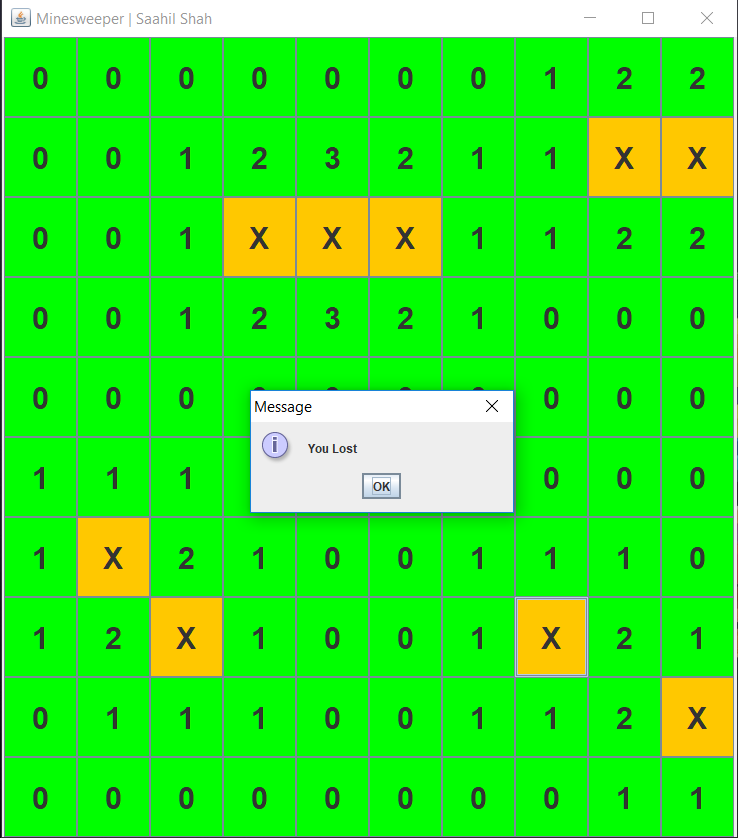 Minesweeper | Saahil Shah
0 0 0 0 0 0 0 1 2 2
0 0 1 2 3 2 1 1 X X
0 0 1 X X X 1 1 2 2
0 0 1 2 3 2 1 0 0 0
0 0 0 0 0 0
Message
1 1 1 0 0 0
You Lost
OK
1 X 2 1 0 0 1 1 1 0
1 2 X 1 0 0 1 X 2 1
0 1 1 1 0 0 1 1 2 X
0 0 0 0 0 0 0 0 1 1